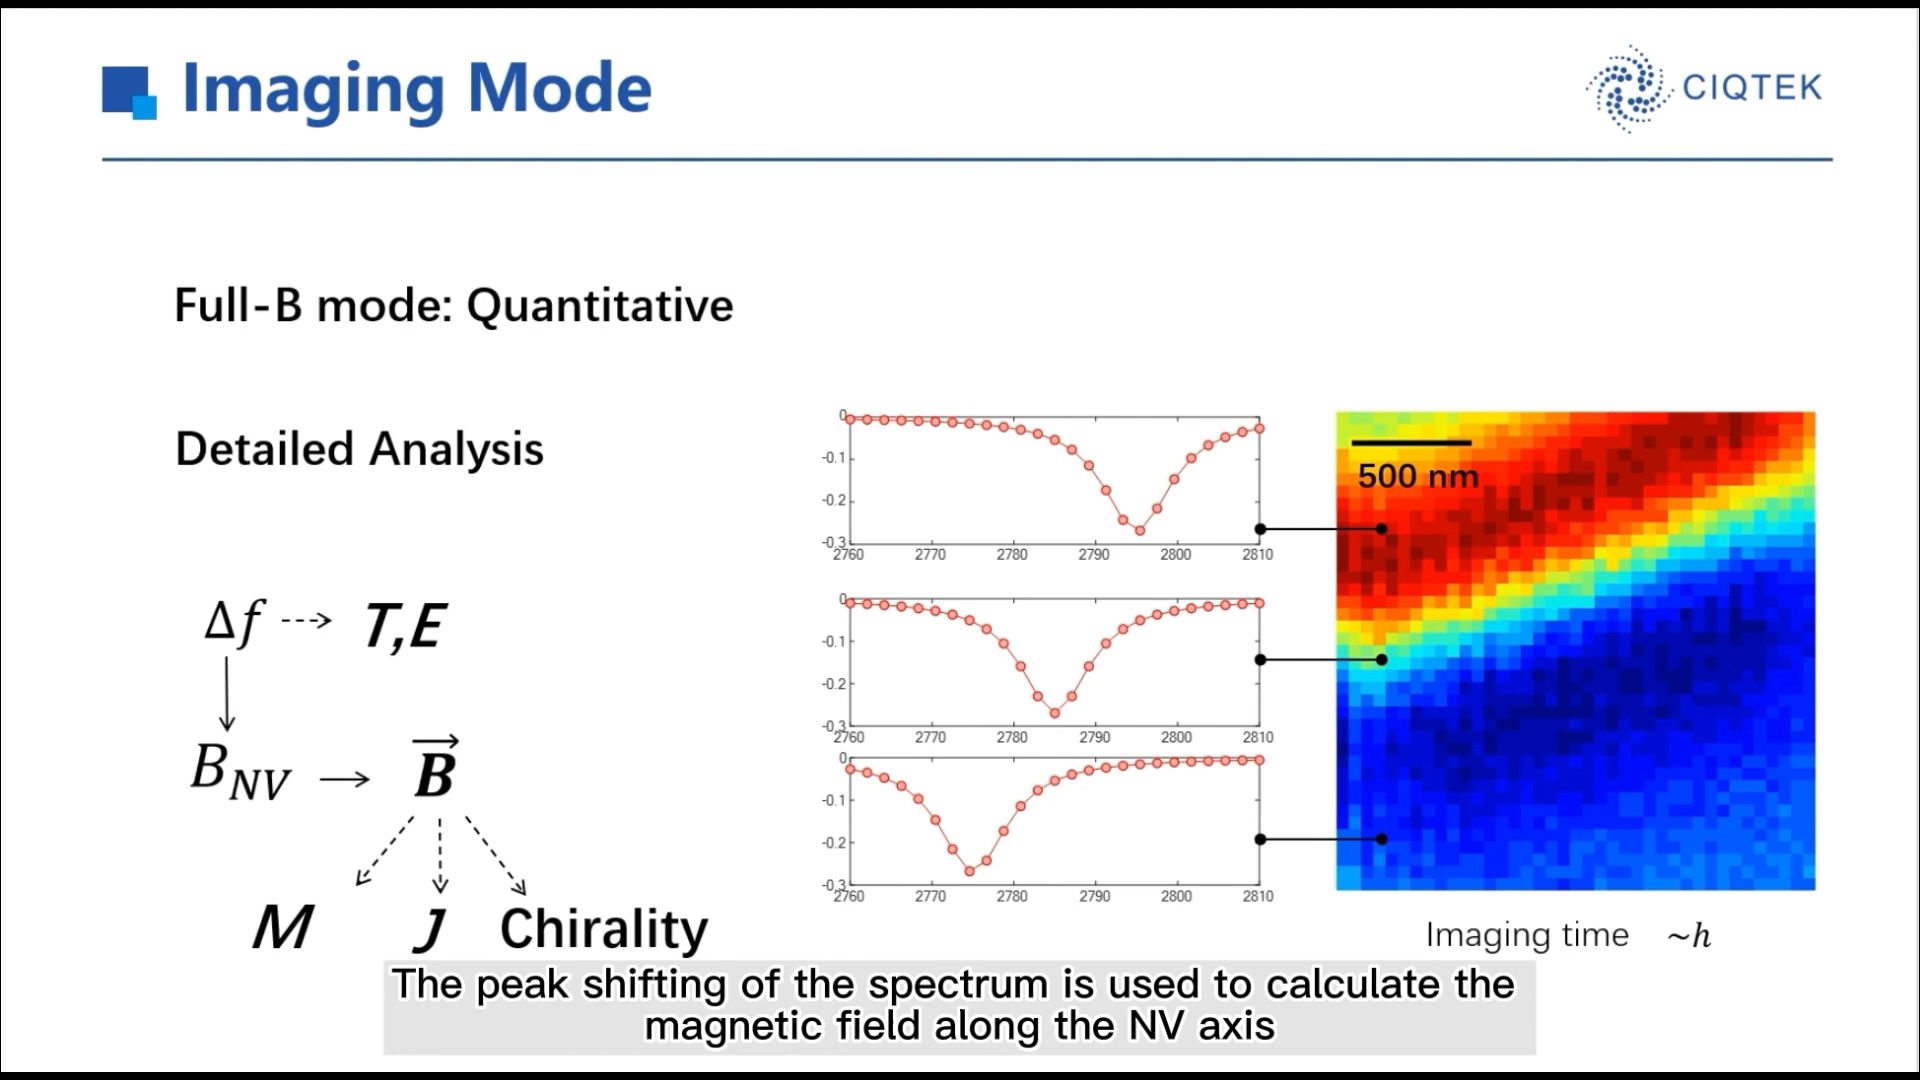 Imaging Mode
CIQTEK
Full-B mode: Quantitative
Detailed Analysis
Δf ⇢ T,E
B_NV → B⃗
M J Chirality
0
-0.1
-0.2
-0.3
2760 2770 2780 2790 2800 2810
0
-0.1
-0.2
-0.3
2760 2770 2780 2790 2800 2810
0
-0.1
-0.2
-0.3
2760 2770 2780 2790 2800 2810
500 nm
Imaging time ~h
The peak shifting of the spectrum is used to calculate the
magnetic field along the NV axis